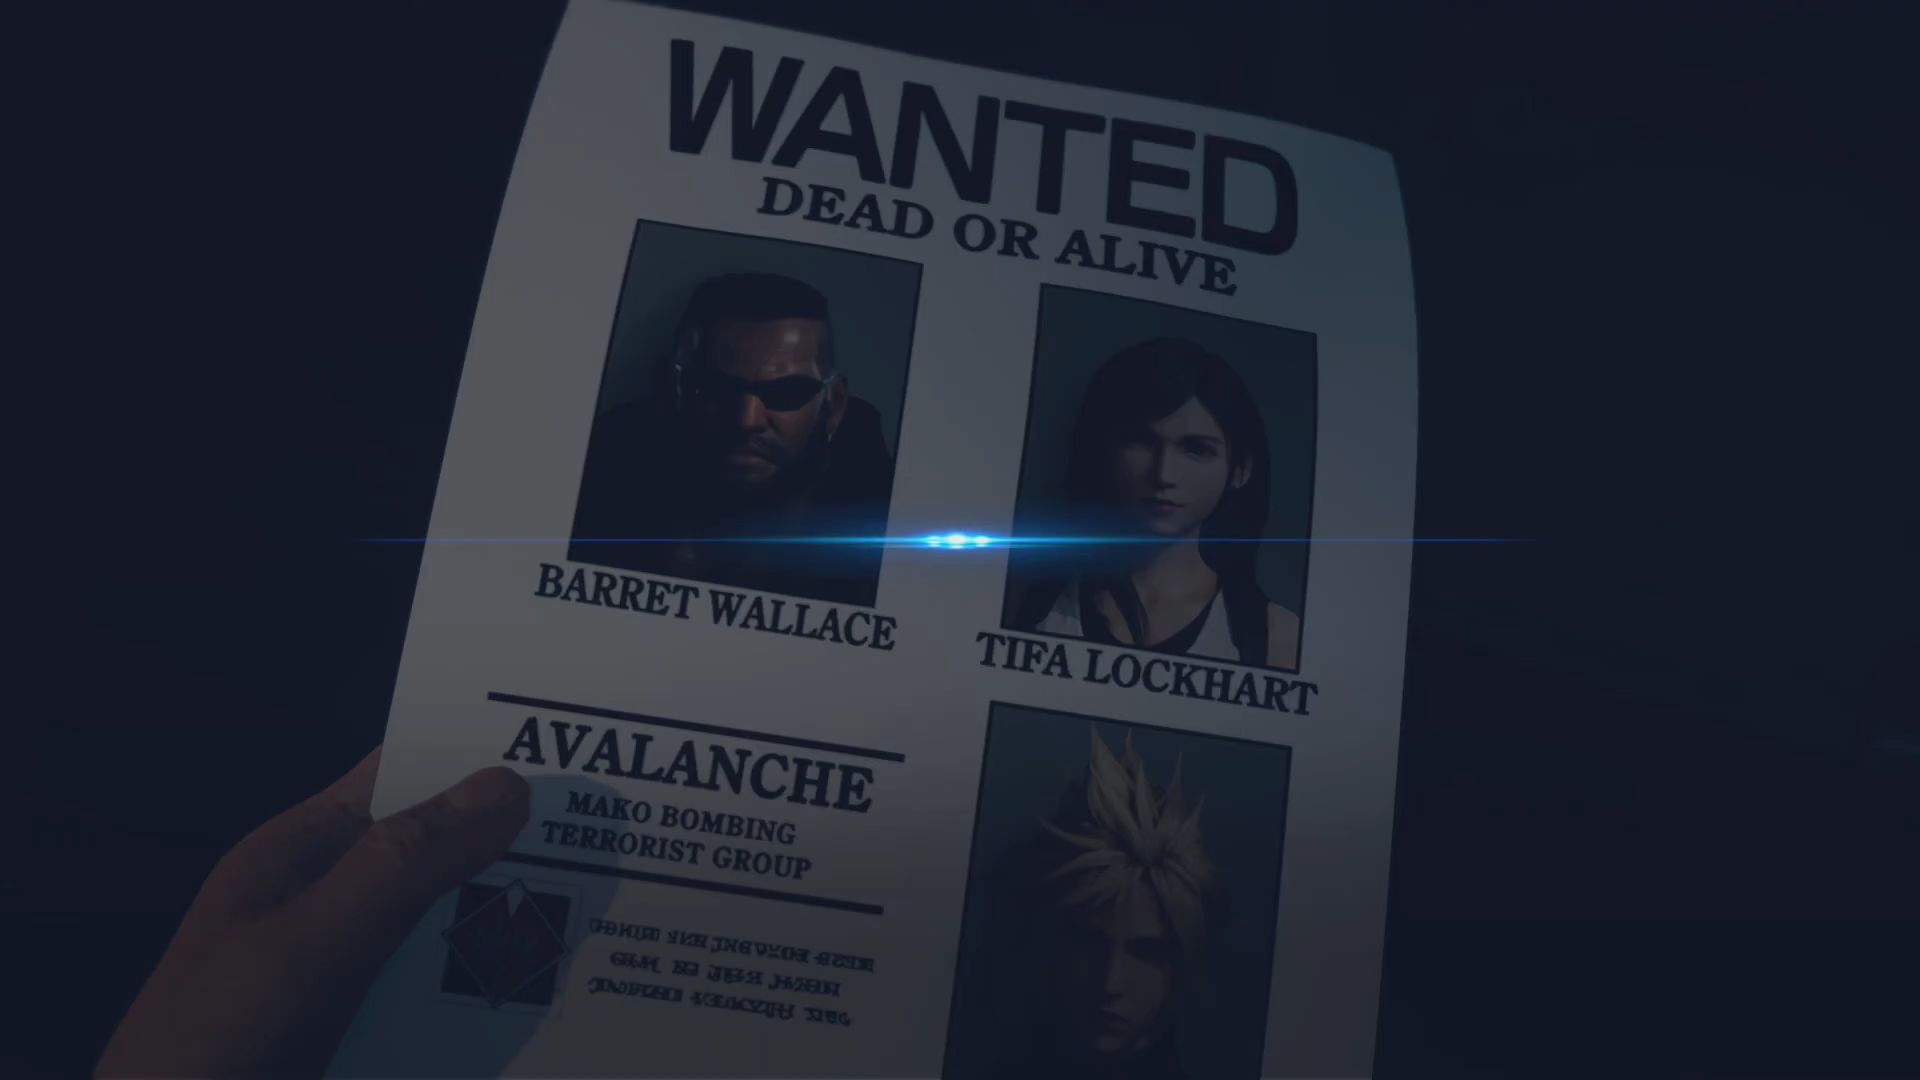 WANTED
DEAD OR ALIVE
BARRET WALLACE
TIFA LOCKHART
AVALANCHE
MAKO BOMBING
TERRORIST GROUP